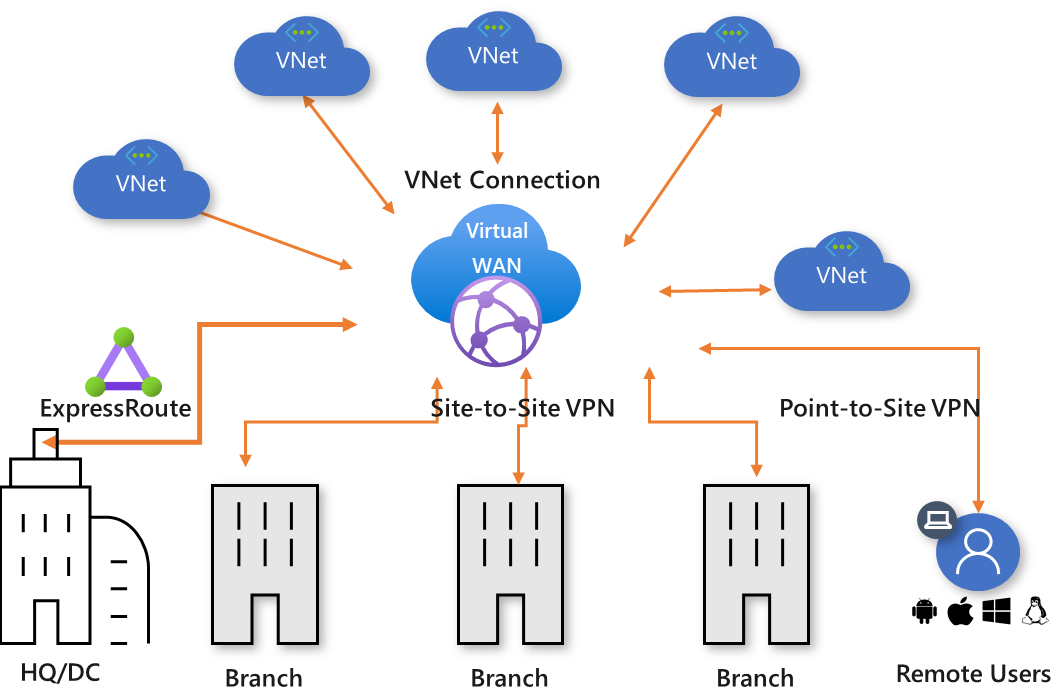 VNet
VNet
VNet
VNet
VNet Connection
Virtual
WAN
VNet
ExpressRoute
Site-to-Site VPN
Point-to-Site VPN
HQ/DC
Branch
Branch
Branch
Remote Users